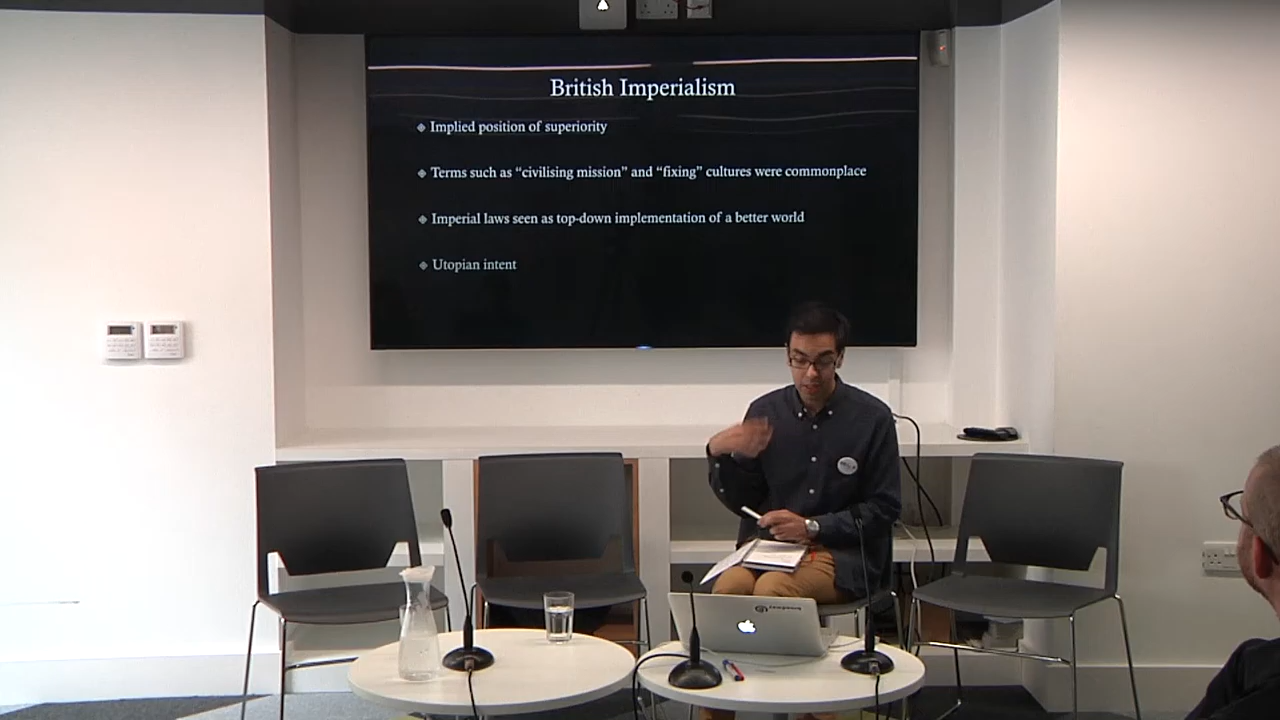 British Imperialism
Implied position of superiority
Terms such as “civilising mission” and “fixing” cultures were commonplace
Imperial laws seen as top-down implementation of a better world
Utopian intent